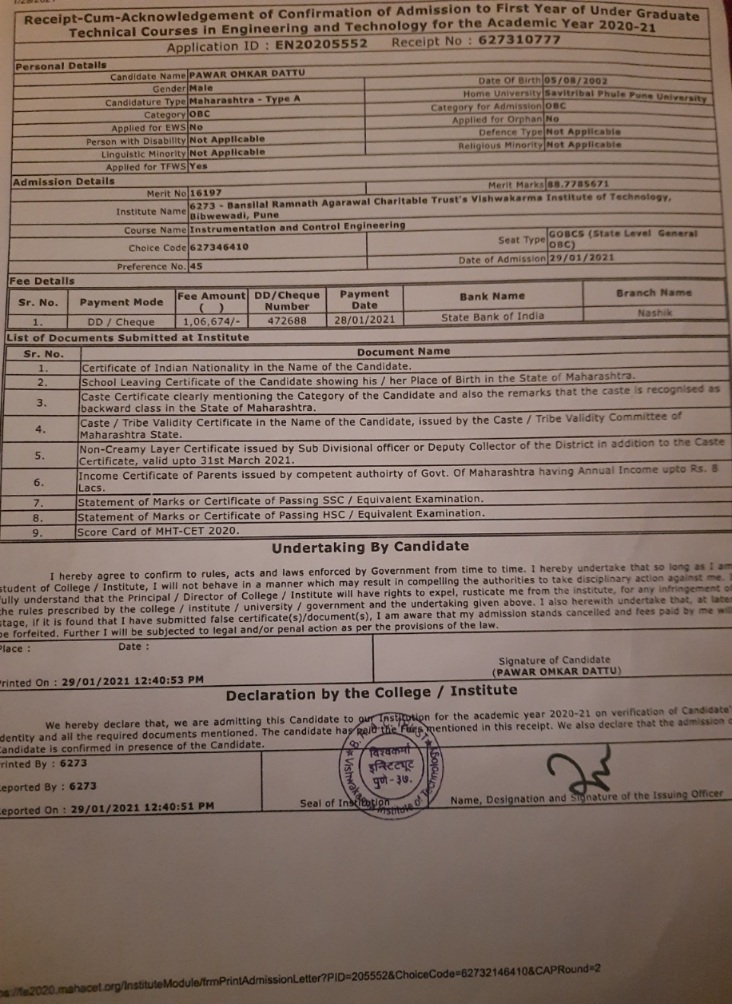 Receipt-Cum-Acknowledgement of Confirmation of Admission to First Year of Under Graduate
Technical Courses in Engineering and Technology for the Academic Year 2020-21
Application ID : EN20205552 Receipt No : 627310777
Personal Details
Candidate Name PAWAR OMKAR DATTU
Gender Male Date Of Birth 05/08/2002
Candidature Type Maharashtra - Type A Home University Savitribai Phule Pune University
Category OBC Category for Admission OBC
Applied for EWS No Applied for Orphan No
Person with Disability Not Applicable Defence Type Not Applicable
Linguistic Minority Not Applicable Religious Minority Not Applicable
Applied for TFWS Yes
Admission Details
Merit No 16197 Merit Marks 88.7785671
Institute Name 6273 - Bansilal Ramnath Agarawal Charitable Trust's Vishwakarma Institute of Technology,
Bibwewadi, Pune
Course Name Instrumentation and Control Engineering
Choice Code 627346410 Seat Type GOBCS (State Level General
OBC)
Preference No. 45 Date of Admission 29/01/2021
Fee Details
Sr. No. Payment Mode Fee Amount ( ) DD/Cheque Number Payment Date Bank Name Branch Name
1. DD / Cheque 1,06,674/- 472688 28/01/2021 State Bank of India Nashik
List of Documents Submitted at Institute
Sr. No. Document Name
1. Certificate of Indian Nationality in the Name of the Candidate.
2. School Leaving Certificate of the Candidate showing his / her Place of Birth in the State of Maharashtra.
3. Caste Certificate clearly mentioning the Category of the Candidate and also the remarks that the caste is recognised as
backward class in the State of Maharashtra.
4. Caste / Tribe Validity Certificate in the Name of the Candidate, issued by the Caste / Tribe Validity Committee of
Maharashtra State.
5. Non-Creamy Layer Certificate issued by Sub Divisional officer or Deputy Collector of the District in addition to the Caste
Certificate, valid upto 31st March 2021.
6. Income Certificate of Parents issued by competent authoirty of Govt. Of Maharashtra having Annual Income upto Rs. 8
Lacs.
7. Statement of Marks or Certificate of Passing SSC / Equivalent Examination.
8. Statement of Marks or Certificate of Passing HSC / Equivalent Examination.
9. Score Card of MHT-CET 2020.
Undertaking By Candidate
I hereby agree to confirm to rules, acts and laws enforced by Government from time to time. I hereby undertake that so long as I am
student of College / Institute, I will not behave in a manner which may result in compelling the authorities to take disciplinary action against me. I
fully understand that the Principal / Director of College / Institute will have rights to expel, rusticate me from the institute, for any infringement of
the rules prescribed by the college / institute / university / government and the undertaking given above. I also herewith undertake that, at later
stage, if it is found that I have submitted false certificate(s)/document(s), I am aware that my admission stands cancelled and fees paid by me will
be forfeited. Further I will be subjected to legal and/or penal action as per the provisions of the law.
Place : Date :
Signature of Candidate
(PAWAR OMKAR DATTU)
Printed On : 29/01/2021 12:40:53 PM
Declaration by the College / Institute
We hereby declare that, we are admitting this Candidate to our Institution for the academic year 2020-21 on verification of Candidate'
identity and all the required documents mentioned. The candidate has paid the Fees mentioned in this receipt. We also declare that the admission o
Candidate is confirmed in presence of the Candidate.
Printed By : 6273
Reported By : 6273
Reported On : 29/01/2021 12:40:51 PM
विश्वकर्मा
इन्स्टिट्यूट
पुणे - ३७.
Vishwakarma Institute of Technology
Seal of Institution
Name, Designation and Signature of the Issuing Officer
ps://fe2020.mahacet.org/InstituteModule/frmPrintAdmissionLetter?PID=205552&ChoiceCode=62732146410&CAPRound=2